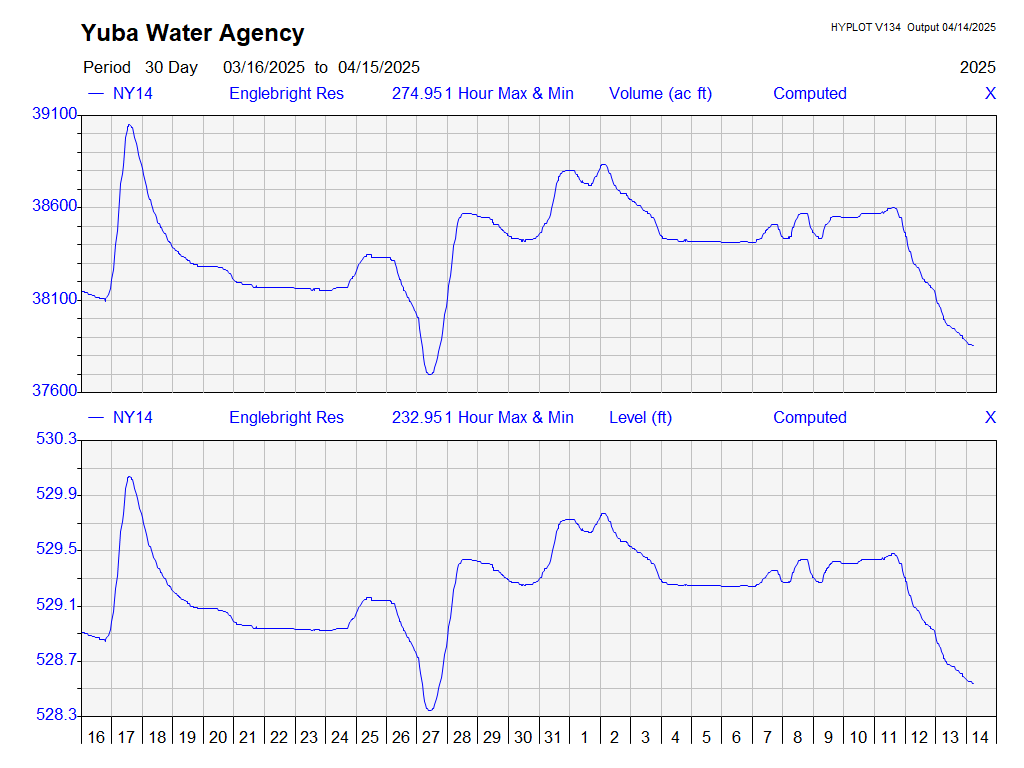 Yuba Water Agency
HYPLOT V134 Output 04/14/2025
Period 30 Day 03/16/2025 to 04/15/2025 2025
— NY14 Englebright Res 274.951 Hour Max & Min Volume (ac ft) Computed X
39100
38600
38100
37600
— NY14 Englebright Res 232.951 Hour Max & Min Level (ft) Computed X
530.3
529.9
529.5
529.1
528.7
528.3
16 17 18 19 20 21 22 23 24 25 26 27 28 29 30 31 1 2 3 4 5 6 7 8 9 10 11 12 13 14